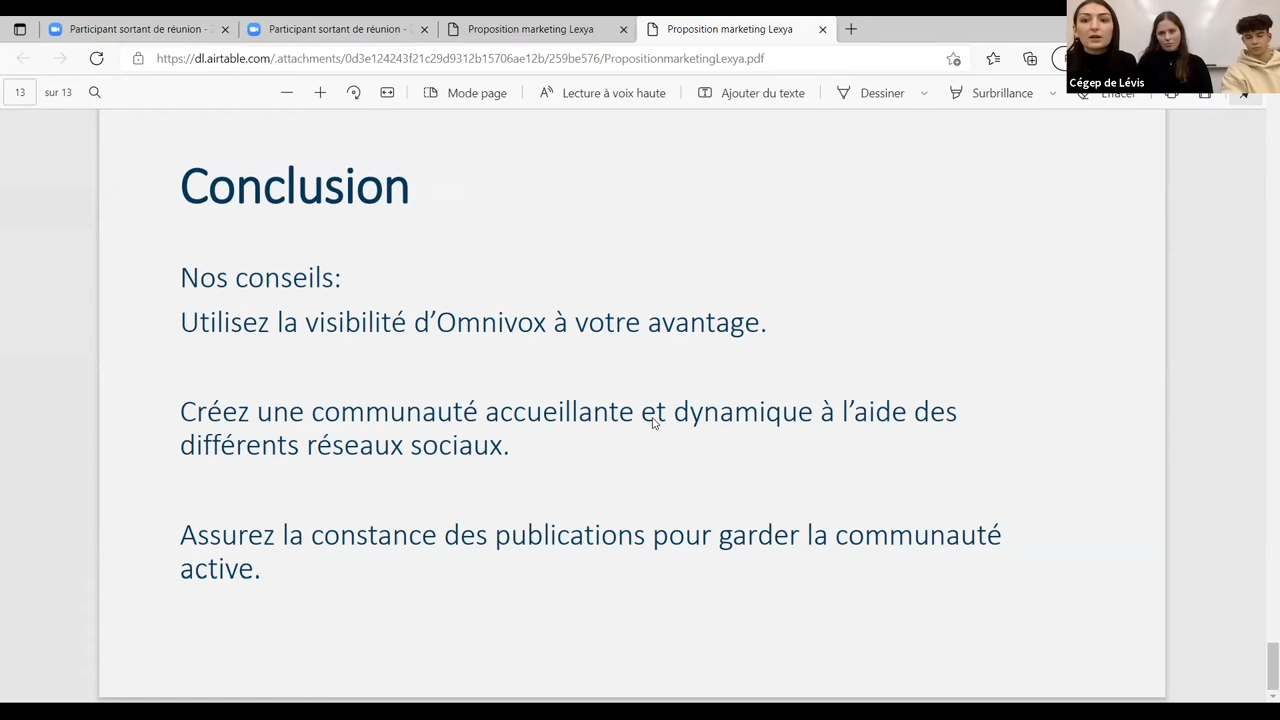 Participant sortant de réunion -
Participant sortant de réunion -
Proposition marketing Lexya
Proposition marketing Lexya
https://dl.airtable.com/.attachments/0d3f24243f21c29d9312b15706ae12b/259be576/PropositionmarketingLexya.pdf
13 sur 13
Mode page
Lecture à voix haute
Ajouter du texte
Dessiner
Surbrillance
Cégep de Lévis
Conclusion
Nos conseils:
Utilisez la visibilité d’Omnivox à votre avantage.
Créez une communauté accueillante et dynamique à l’aide des
différents réseaux sociaux.
Assurez la constance des publications pour garder la communauté
active.